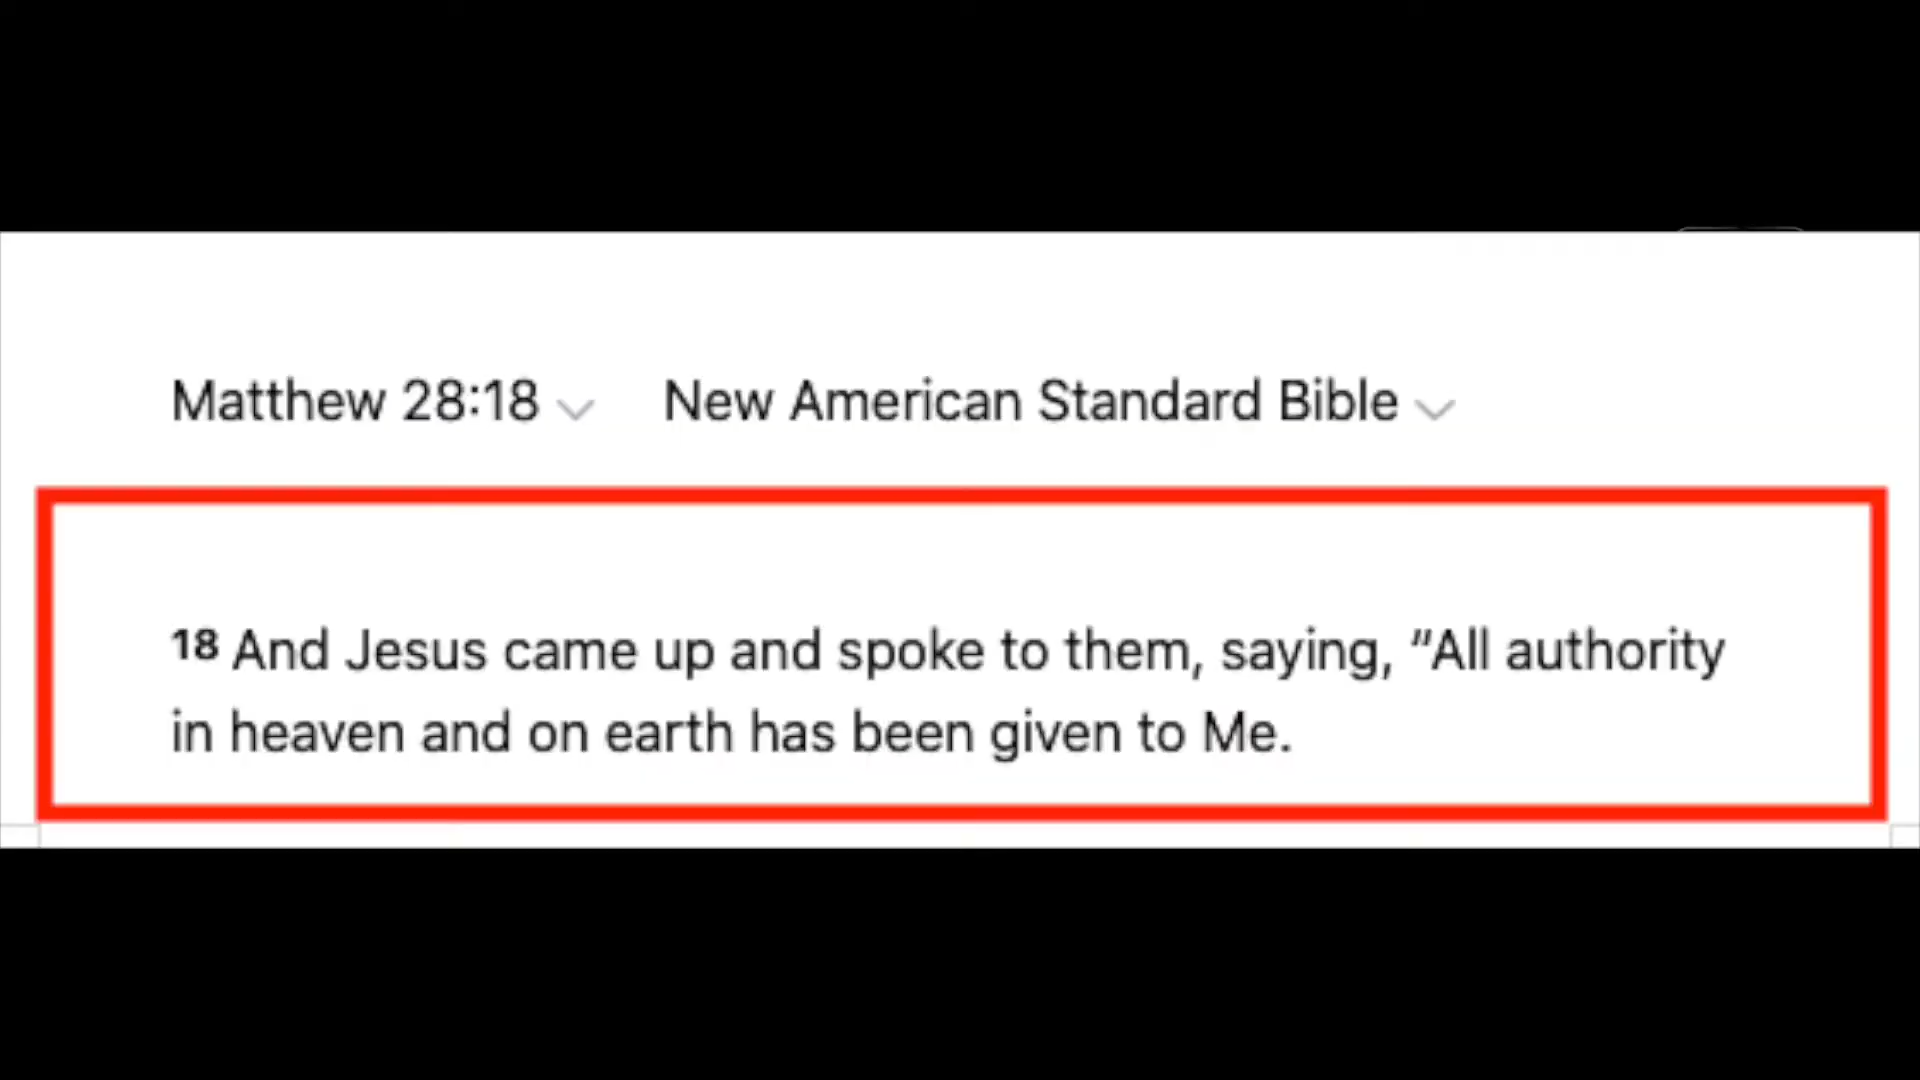 Matthew 28:18 New American Standard Bible
18 And Jesus came up and spoke to them, saying, “All authority
in heaven and on earth has been given to Me.